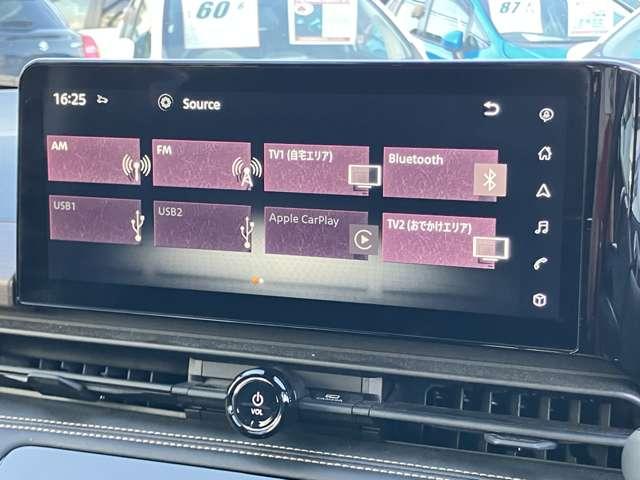 60
87
16:25
Source
AM
FM
TV1 (自宅エリア)
Bluetooth
USB1
USB2
Apple CarPlay
TV2 (おでかけエリア)
VOL